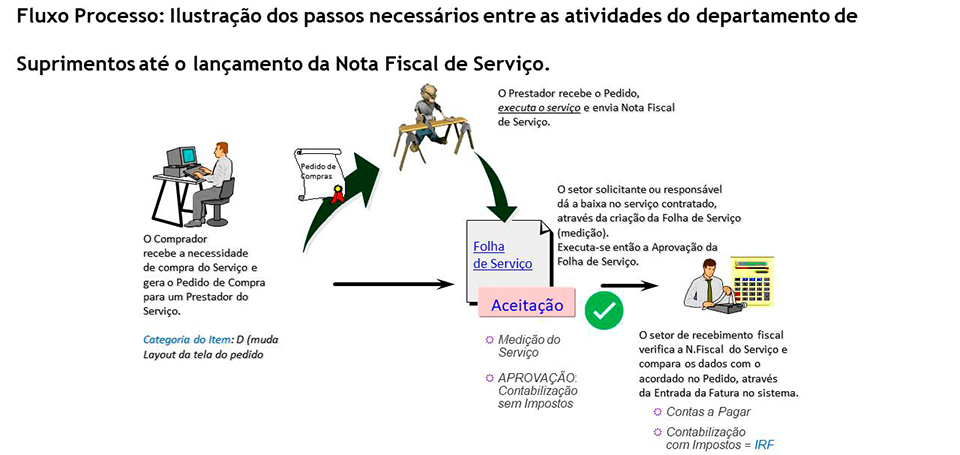 Fluxo Processo: Ilustração dos passos necessários entre as atividades do departamento de
Suprimentos até o lançamento da Nota Fiscal de Serviço.
O Prestador recebe o Pedido,
executa o serviço e envia Nota Fiscal
de Serviço.
Pedido de
Compras
O Comprador
recebe a necessidade
de compra do Serviço e
gera o Pedido de Compra
para um Prestador do
Serviço.
Categoria do Item: D (muda
Layout da tela do pedido
O setor solicitante ou responsável
dá a baixa no serviço contratado,
através da criação da Folha de Serviço
(medição).
Executa-se então a Aprovação da
Folha de Serviço.
Folha
de Serviço
Aceitação
Medição do
Serviço
APROVAÇÃO:
Contabilização
sem Impostos
O setor de recebimento fiscal
verifica a N.Fiscal do Serviço e
compara os dados com o
acordado no Pedido, através
da Entrada da Fatura no sistema.
Contas a Pagar
Contabilização
com Impostos = IRF